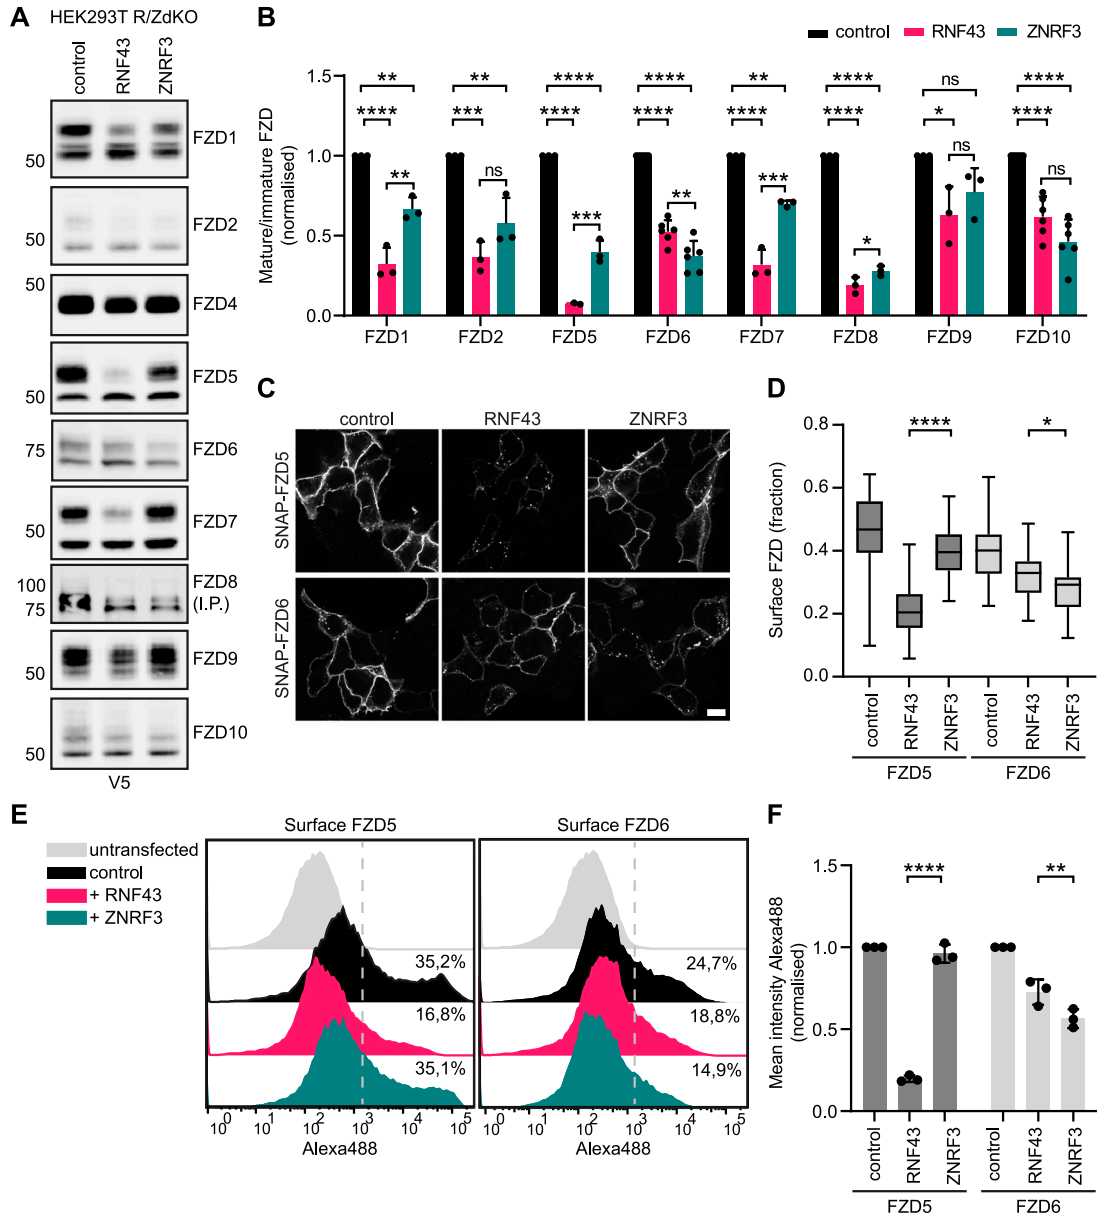 A
HEK293T R/ZdKO
control
RNF43
ZNRF3
50
FZD1
50
FZD2
FZD4
50
FZD5
75
FZD6
50
FZD7
100
75
FZD8
(I.P.)
50
FZD9
50
FZD10
V5
B
control
RNF43
ZNRF3
Mature/immature FZD
(normalised)
1.5
1.0
0.5
0.0
** ** **** **** ** **** ns ****
**** *** **** **** **** **** * ****
** ns *** ** *** * ns ns
FZD1 FZD2 FZD5 FZD6 FZD7 FZD8 FZD9 FZD10
C
control RNF43 ZNRF3
SNAP-FZD5
SNAP-FZD6
D
Surface FZD (fraction)
0.8
0.6
0.4
0.2
0.0
**** *
control RNF43 ZNRF3 control RNF43 ZNRF3
FZD5 FZD6
E
untransfected
control
+ RNF43
+ ZNRF3
Surface FZD5
35,2%
16,8%
35,1%
10^0 10^1 10^2 10^3 10^4 10^5
Alexa488
Surface FZD6
24,7%
18,8%
14,9%
10^0 10^1 10^2 10^3 10^4 10^5
Alexa488
F
Mean intensity Alexa488
(normalised)
1.5
1.0
0.5
0.0
**** **
control RNF43 ZNRF3 control RNF43 ZNRF3
FZD5 FZD6